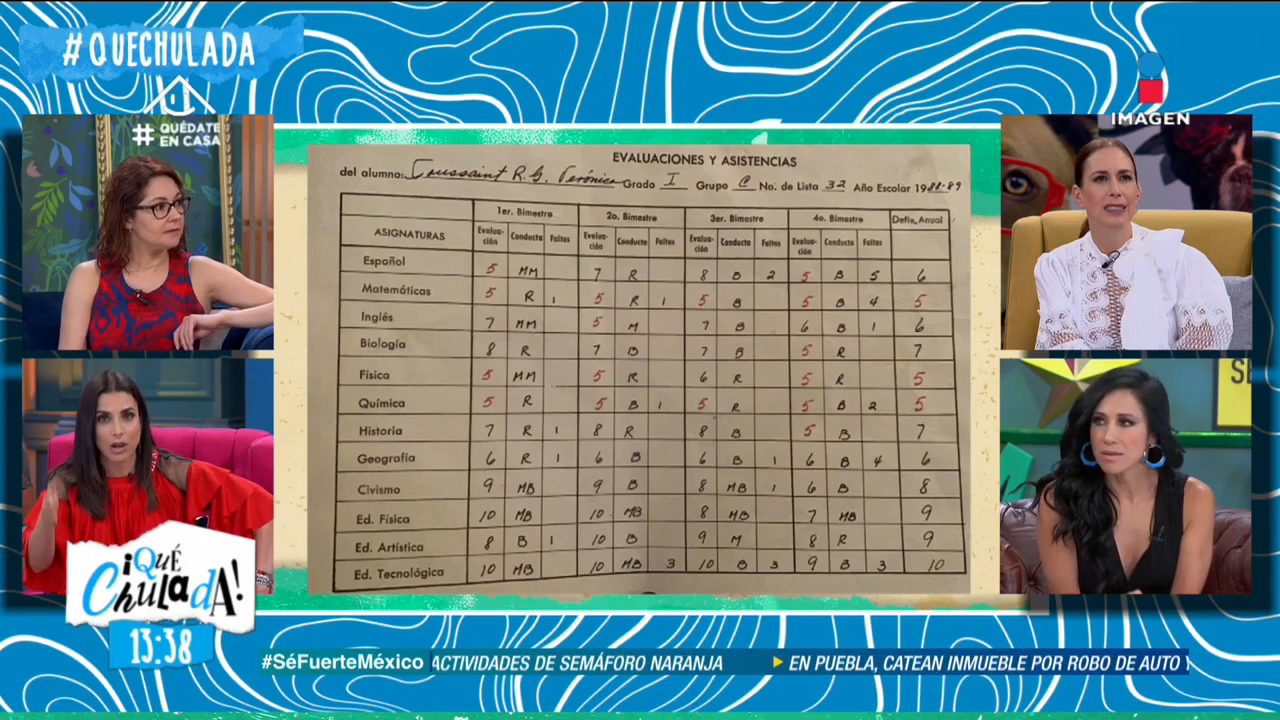 #QUECHULADA
# QUÉDATE
EN CASA
IMAGEN
EVALUACIONES Y ASISTENCIAS
del alumno: Toussaint R. G. Verónica Grado I Grupo C No. de Lista 32 Año Escolar 1988-89
ASIGNATURAS 1er. Bimestre 2o. Bimestre 3er. Bimestre 4o. Bimestre Defin. Anual
Evaluación Conducta Faltas Evaluación Conducta Faltas Evaluación Conducta Faltas Evaluación Conducta Faltas
Español 5 MM 7 R 8 B 2 5 B 5 6
Matemáticas 5 R 1 5 R 1 5 B 5 B 4 5
Inglés 7 MM 5 M 7 B 6 B 1 6
Biología 8 R 7 B 7 B 5 R 7
Física 5 MM 5 R 6 R 5 R 5
Química 5 R 5 B 1 5 R 5 B 2 5
Historia 7 R 1 8 R 8 B 5 B 7
Geografía 6 R 1 6 B 6 B 1 6 B 4 6
Civismo 9 MB 9 B 8 MB 1 6 B 8
Ed. Física 10 MB 10 MB 8 MB 7 MB 9
Ed. Artística 8 B 1 10 B 9 M 8 R 9
Ed. Tecnológica 10 MB 10 MB 3 10 B 3 9 B 3 10
¡QUÉ
CHULADA!
13:38
#SéFuerteMéxico ACTIVIDADES DE SEMÁFORO NARANJA EN PUEBLA, CATEAN INMUEBLE POR ROBO DE AUTO Y